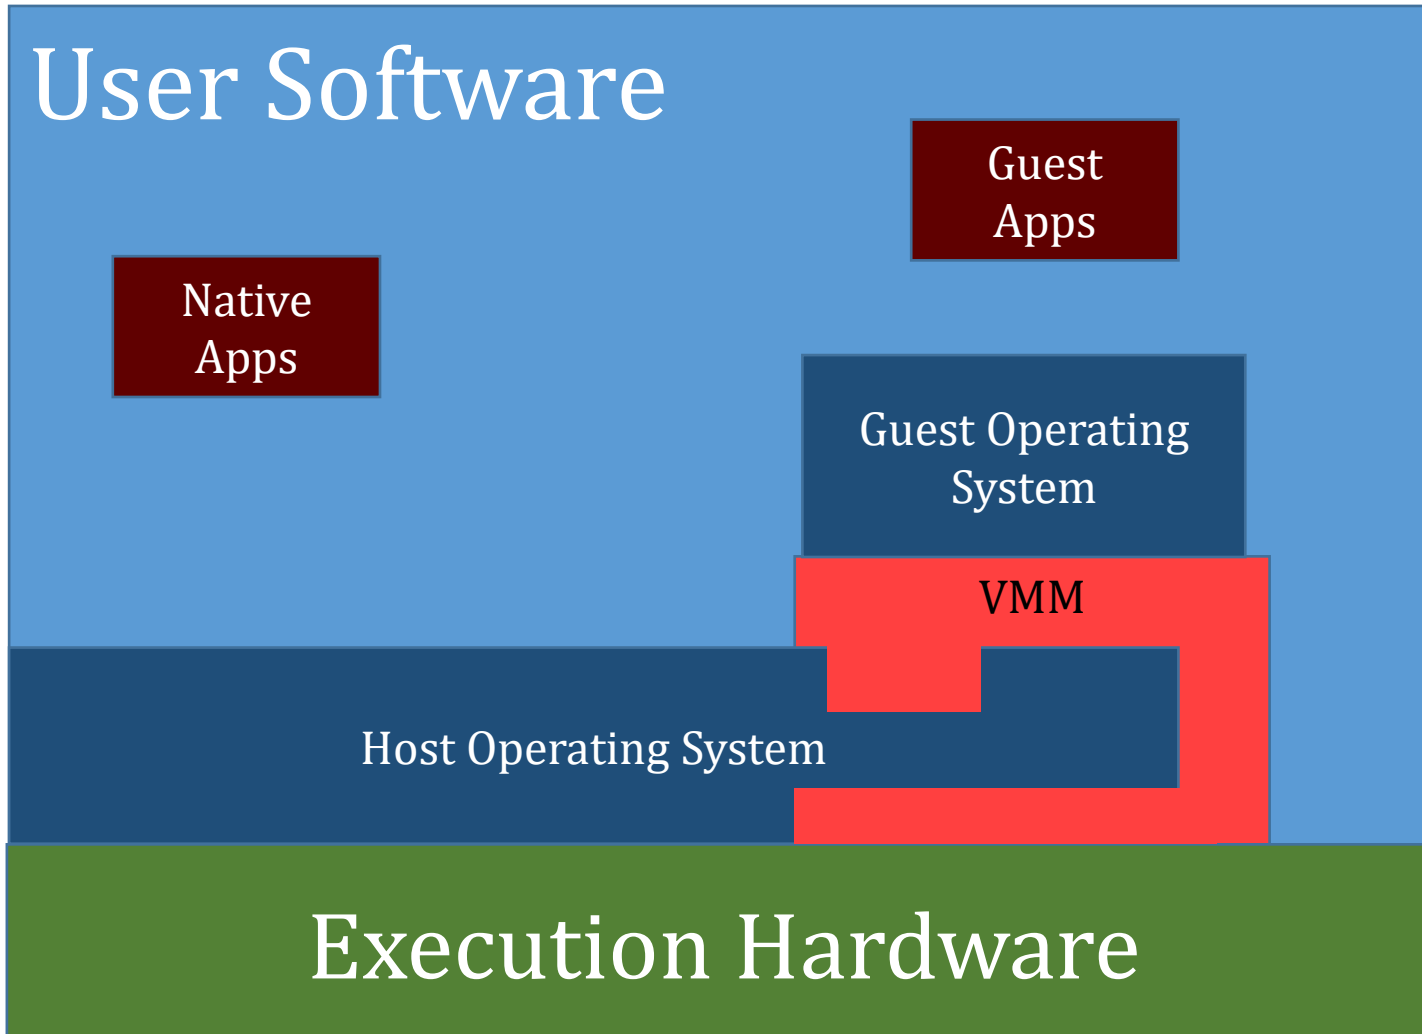 User Software
Guest
Apps
Native
Apps
Guest Operating
System
VMM
Host Operating System
Execution Hardware